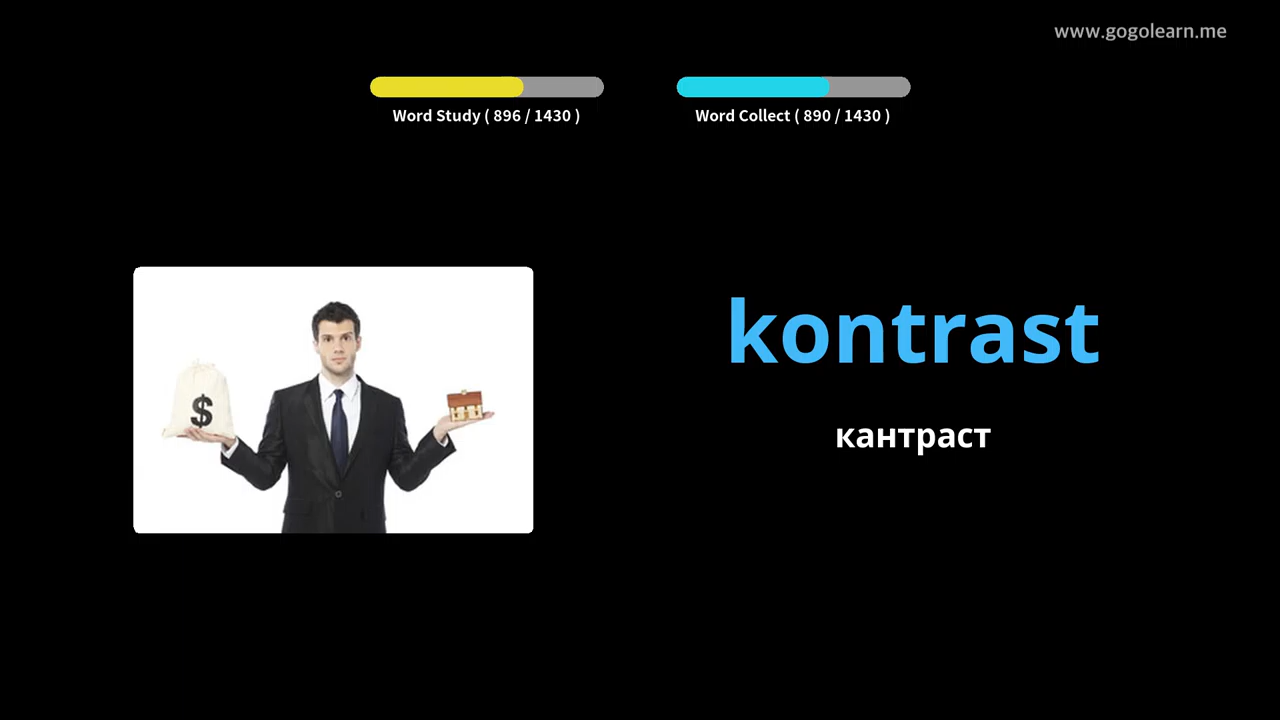 www.gogolearn.me
Word Study ( 896 / 1430 )
Word Collect ( 890 / 1430 )
kontrast
$
кантраст